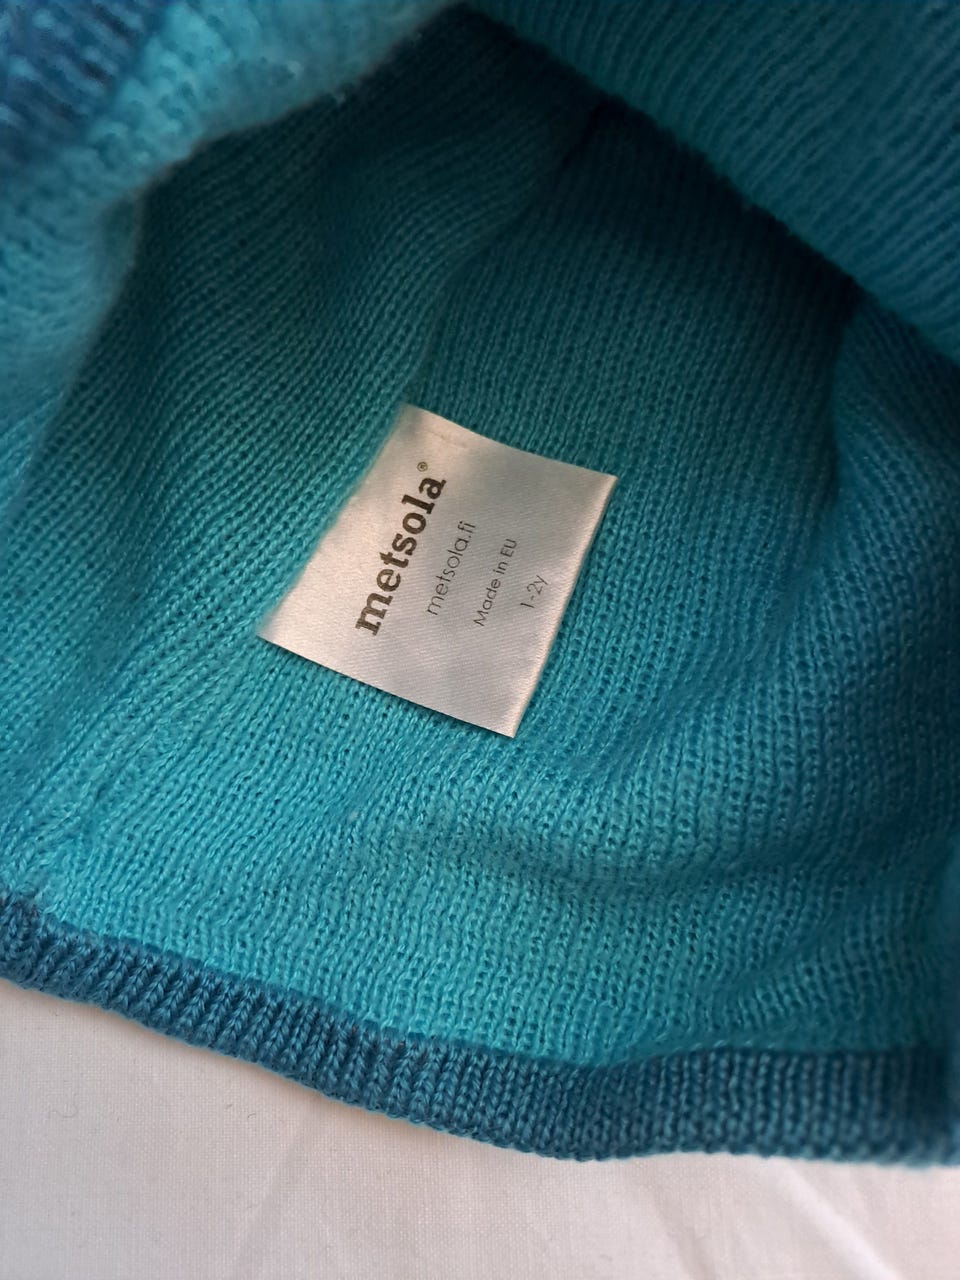 metsola®
metsola.fi
Made in EU
1-2y